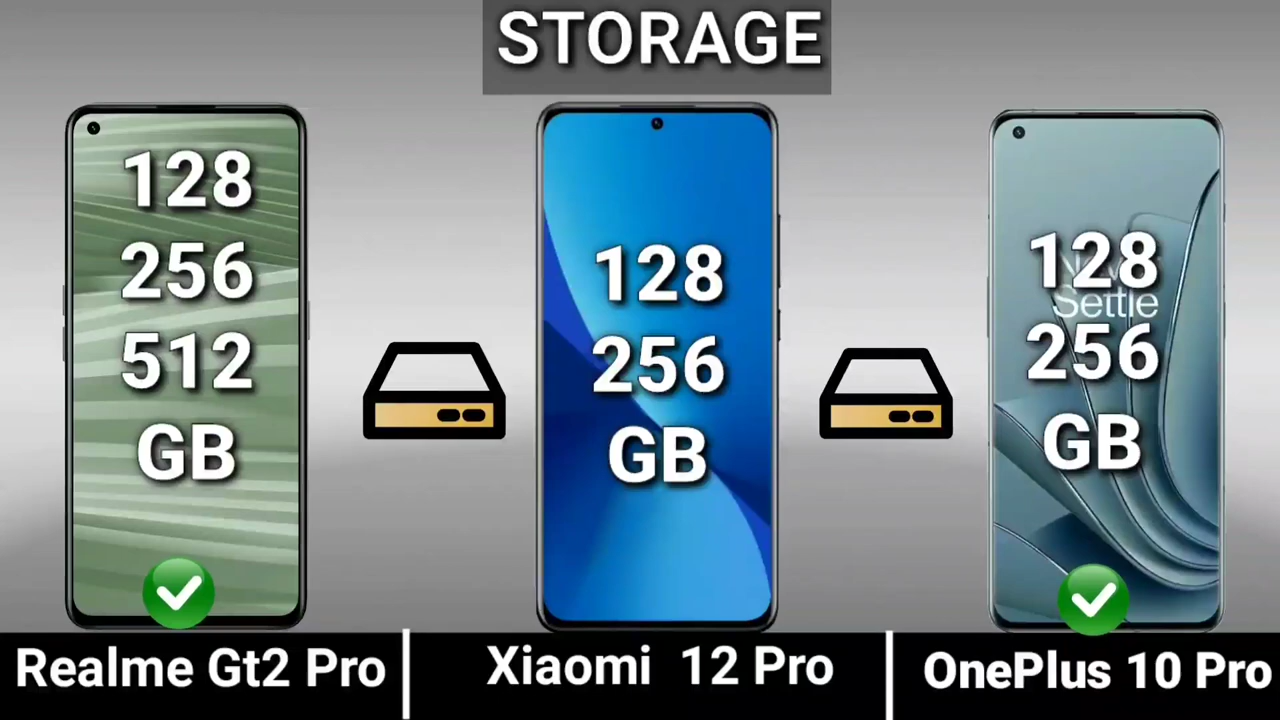 STORAGE
128
256
512
GB
128
256
GB
128
Settle
256
GB
Realme Gt2 Pro
Xiaomi 12 Pro
OnePlus 10 Pro